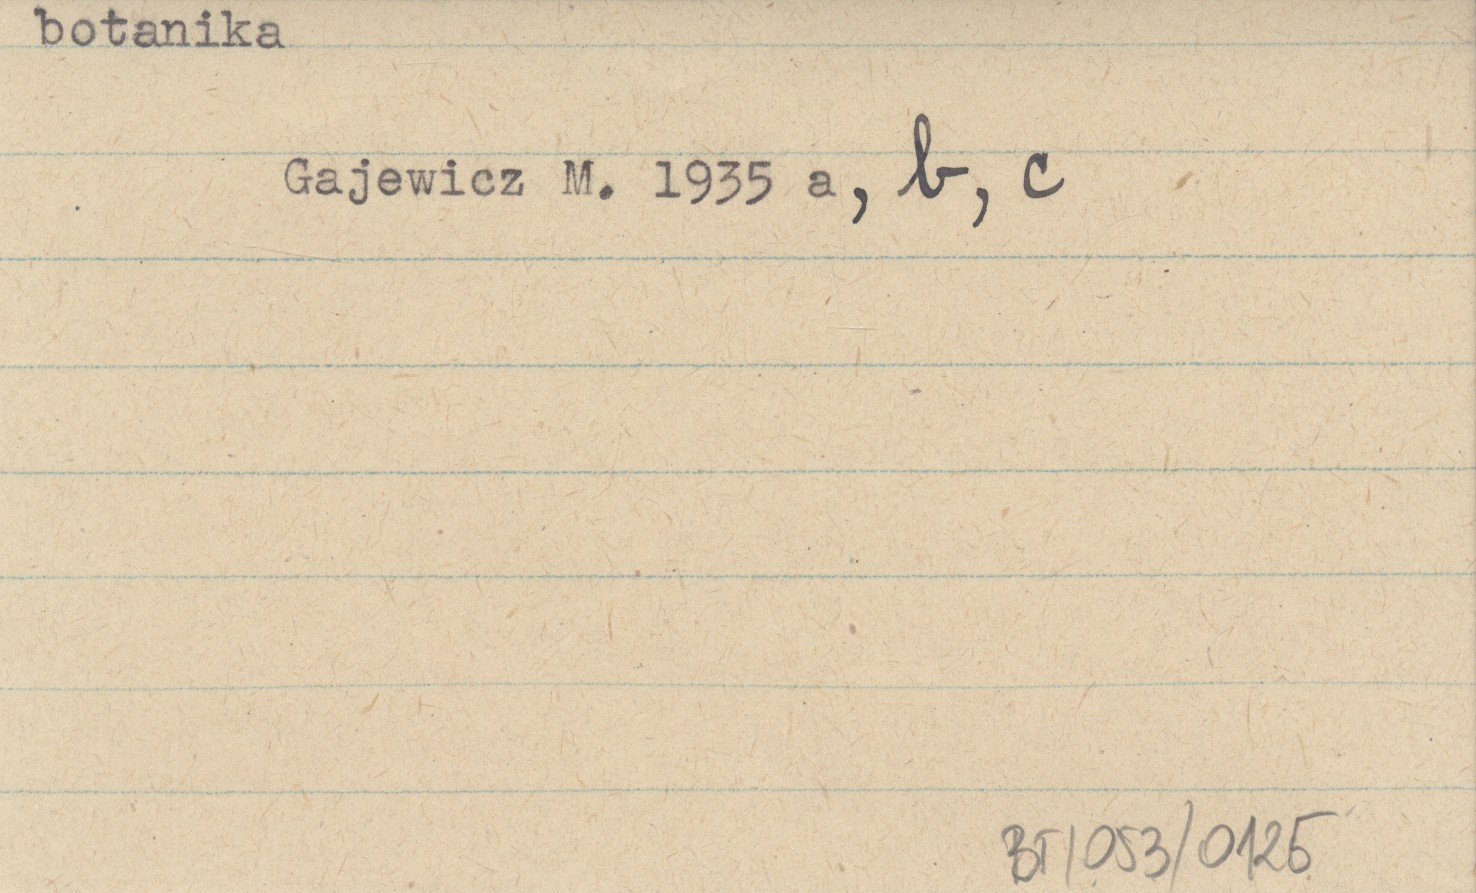 botanika
Gajewicz M. 1935 a, b, c
BT/053/0125